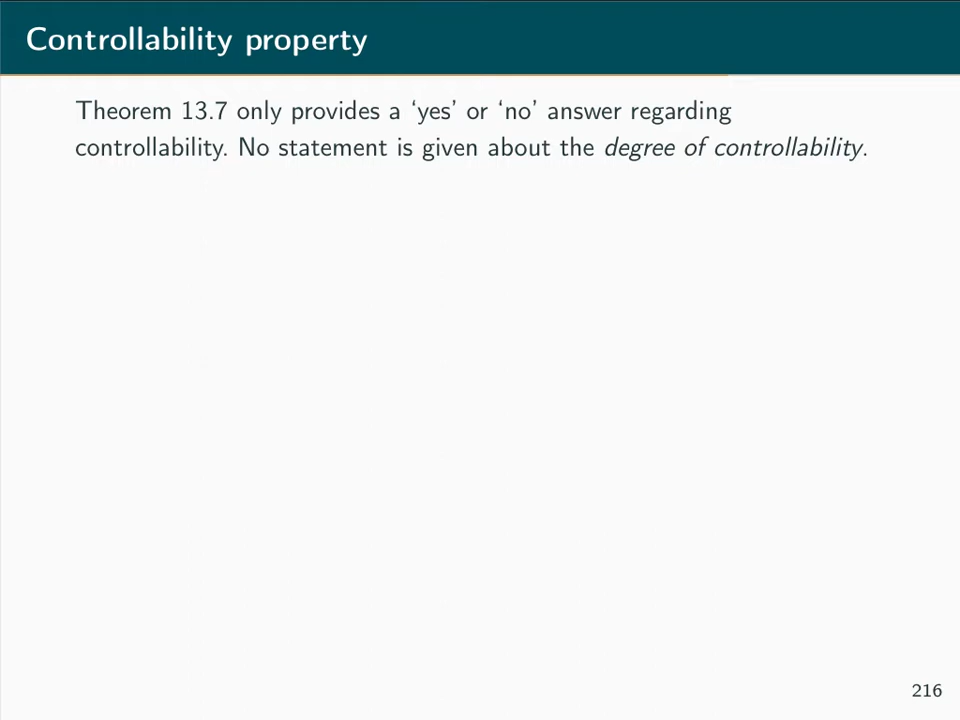 Controllability property
Theorem 13.7 only provides a ‘yes’ or ‘no’ answer regarding
controllability. No statement is given about the degree of controllability.
216